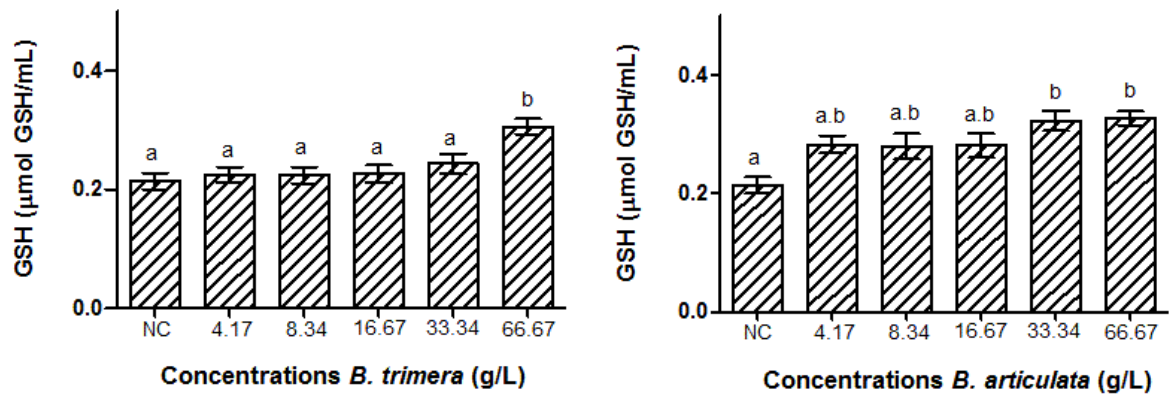 GSH (µmol GSH/mL)
0.4
0.2
0.0
a
a
a
a
a
b
NC
4.17
8.34
16.67
33.34
66.67
Concentrations B. trimera (g/L)
GSH (µmol GSH/mL)
0.4
0.2
0.0
a
a.b
a.b
a.b
b
b
NC
4.17
8.34
16.67
33.34
66.67
Concentrations B. articulata (g/L)